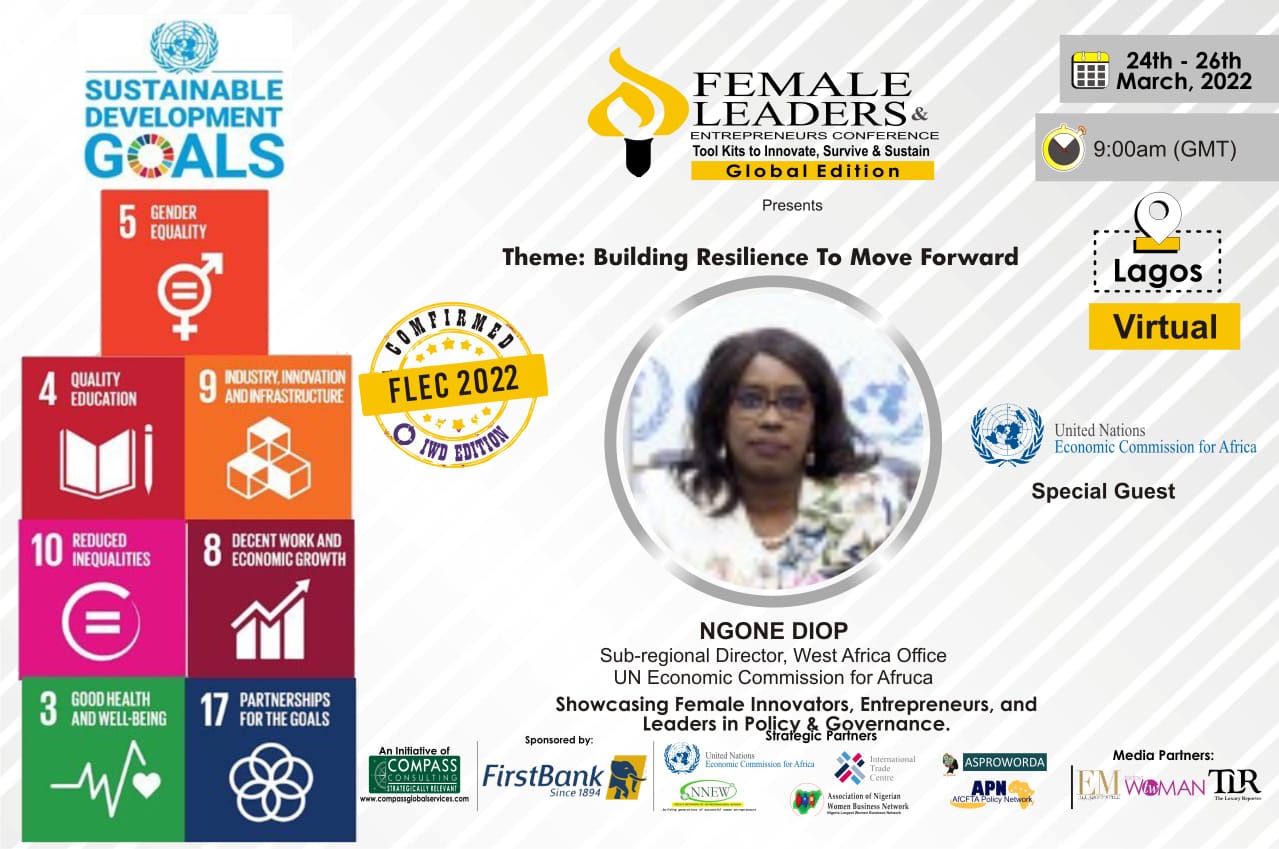 SUSTAINABLE
DEVELOPMENT
GOALS
5 GENDER
EQUALITY
4 QUALITY
EDUCATION
9 INDUSTRY, INNOVATION
AND INFRASTRUCTURE
10 REDUCED
INEQUALITIES
8 DECENT WORK AND
ECONOMIC GROWTH
3 GOOD HEALTH
AND WELL-BEING
17 PARTNERSHIPS
FOR THE GOALS
FEMALE
LEADERS &
ENTREPRENEURS CONFERENCE
Tool Kits to Innovate, Survive & Sustain
Global Edition
Presents
24th - 26th
March, 2022
9:00am (GMT)
Lagos
Virtual
Theme: Building Resilience To Move Forward
COMFIRMED
FLEC 2022
IWD EDITION
United Nations
Economic Commission for Africa
Special Guest
NGONE DIOP
Sub-regional Director, West Africa Office
UN Economic Commission for Afruca
Showcasing Female Innovators, Entrepreneurs, and
Leaders in Policy & Governance.
An Initiative of
COMPASS
CONSULTING
STRATEGICALLY RELEVANT
www.compassglobalservices.com
Sponsored by:
FirstBank
Since 1894
Strategic Partners
United Nations
Economic Commission for Africa
NNEW
International
Trade
Centre
Association of Nigerian
Women Business Network
Nigeria Largest Women Business Network
ASPROWORDA
APN
AfCFTA Policy Network
Media Partners:
EM
WOMAN
TLR
The Luxury Reporter